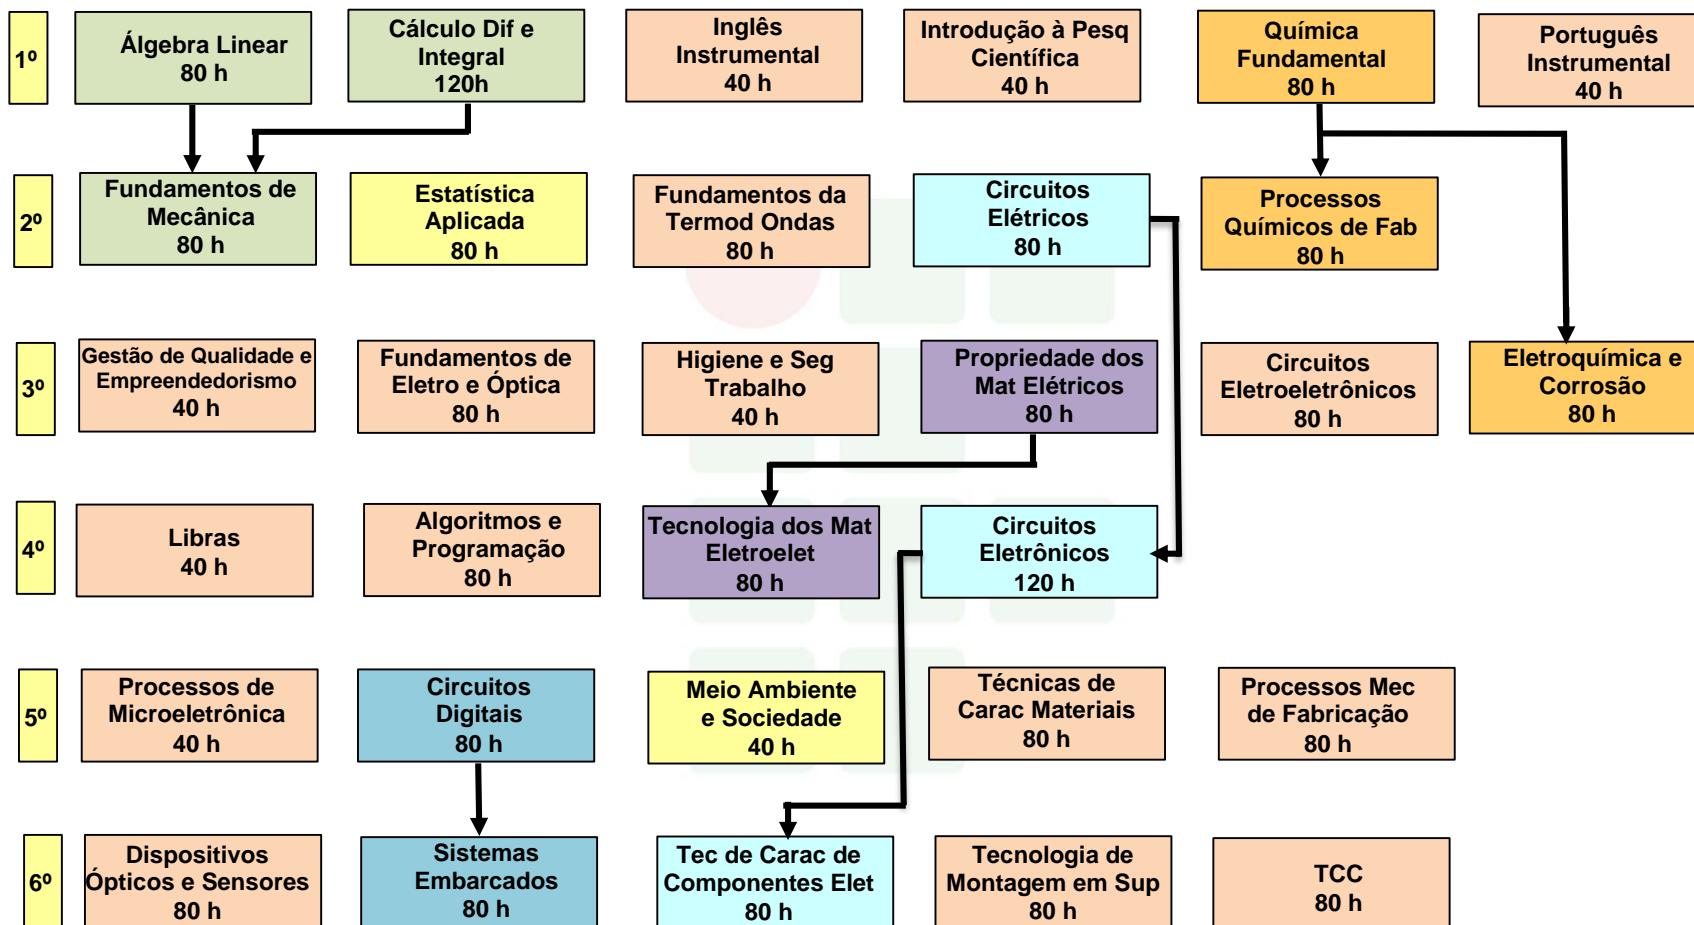 1º
Álgebra Linear
80 h
Cálculo Dif e
Integral
120h
Inglês
Instrumental
40 h
Introdução à Pesq
Científica
40 h
Química
Fundamental
80 h
Português
Instrumental
40 h
2º
Fundamentos de
Mecânica
80 h
Estatística
Aplicada
80 h
Fundamentos da
Termod Ondas
80 h
Circuitos
Elétricos
80 h
Processos
Químicos de Fab
80 h
3º
Gestão de Qualidade e
Empreendedorismo
40 h
Fundamentos de
Eletro e Óptica
80 h
Higiene e Seg
Trabalho
40 h
Propriedade dos
Mat Elétricos
80 h
Circuitos
Eletroeletrônicos
80 h
Eletroquímica e
Corrosão
80 h
4º
Libras
40 h
Algoritmos e
Programação
80 h
Tecnologia dos Mat
Eletroelet
80 h
Circuitos
Eletrônicos
120 h
5º
Processos de
Microeletrônica
40 h
Circuitos
Digitais
80 h
Meio Ambiente
e Sociedade
40 h
Técnicas de
Carac Materiais
80 h
Processos Mec
de Fabricação
80 h
6º
Dispositivos
Ópticos e Sensores
80 h
Sistemas
Embarcados
80 h
Tec de Carac de
Componentes Elet
80 h
Tecnologia de
Montagem em Sup
80 h
TCC
80 h